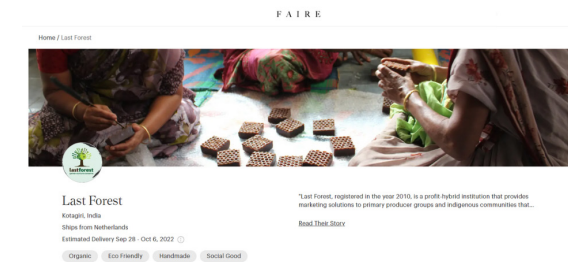 FAIRE
Home / Last Forest
lastforest
Last Forest
Kotagiri, India
Ships from Netherlands
Estimated Delivery Sep 28 - Oct 6, 2022
Organic Eco Friendly Handmade Social Good
"Last Forest, registered in the year 2010, is a profit-hybrid institution that provides
marketing solutions to primary producer groups and indigenous communities that...
Read Their Story